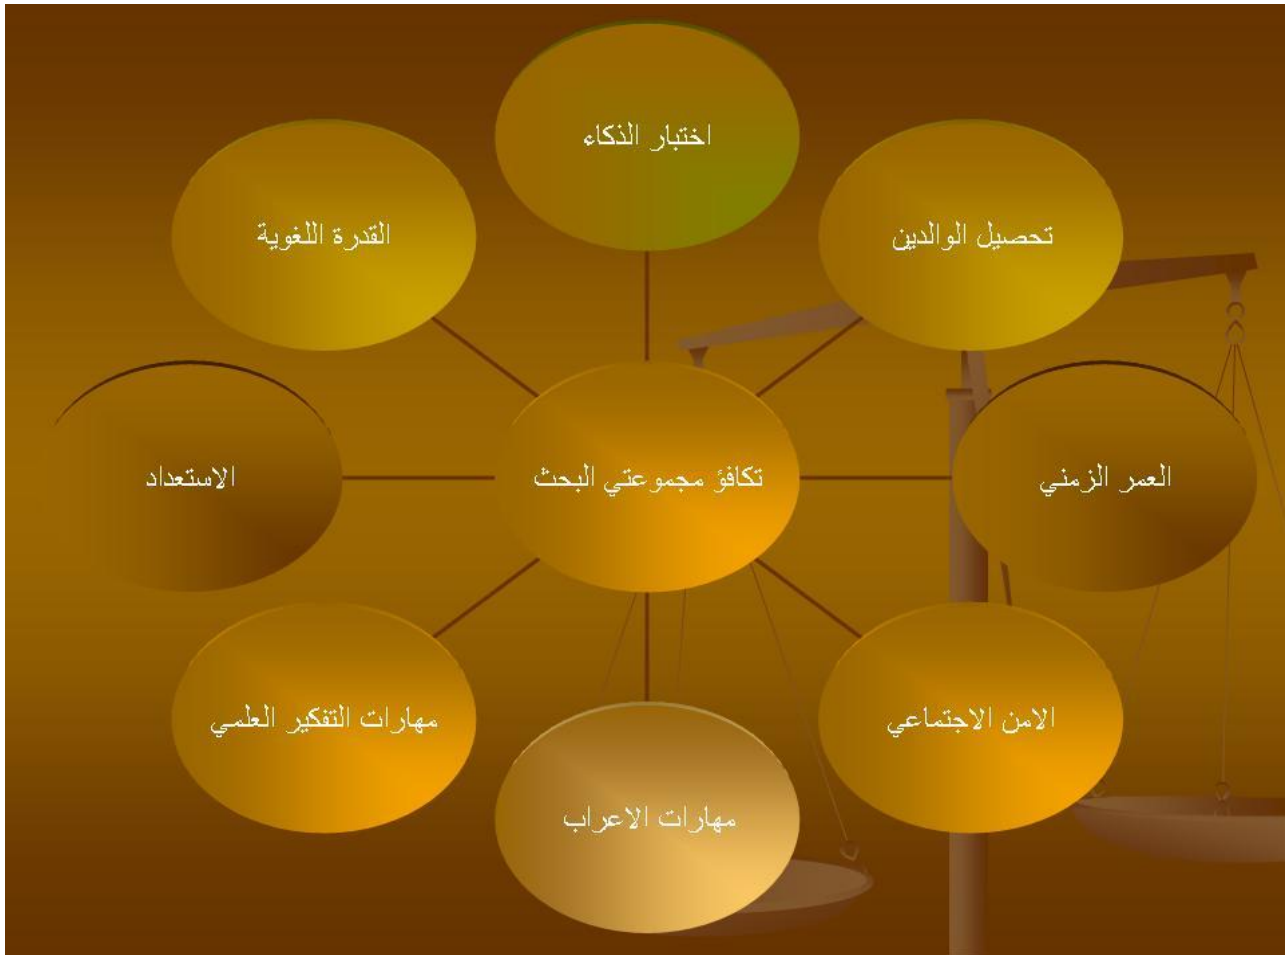 اختبار الذكاء
تحصيل الوالدين
القدرة اللغوية
العمر الزمني
تكافؤ مجموعتي البحث
الاستعداد
الامن الاجتماعي
مهارات التفكير العلمي
مهارات الاعراب